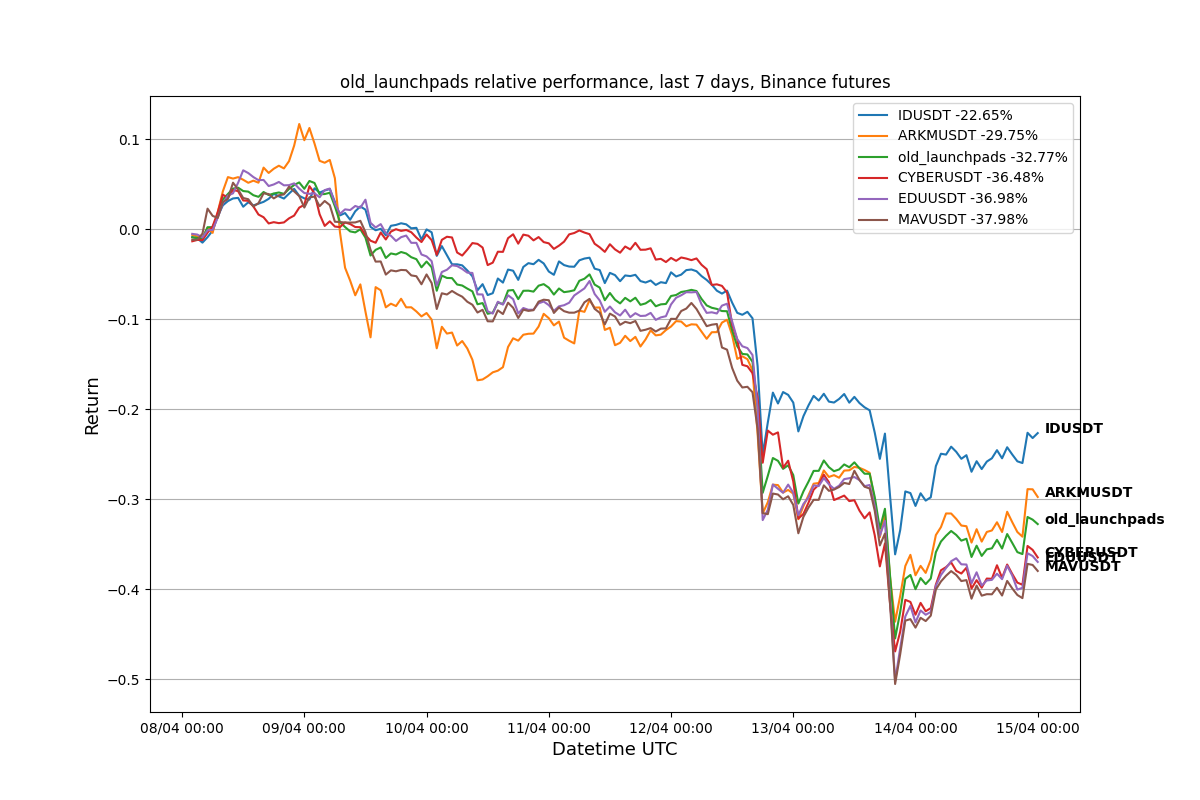 old_launchpads relative performance, last 7 days, Binance futures
IDUSDT -22.65%
ARKMUSDT -29.75%
old_launchpads -32.77%
CYBERUSDT -36.48%
EDUUSDT -36.98%
MAVUSDT -37.98%
0.1
0.0
−0.1
−0.2
−0.3
−0.4
−0.5
Return
IDUSDT
ARKMUSDT
old_launchpads
CYBERUSDT
EDUUSDT
MAVUSDT
08/04 00:00
09/04 00:00
10/04 00:00
11/04 00:00
12/04 00:00
13/04 00:00
14/04 00:00
15/04 00:00
Datetime UTC